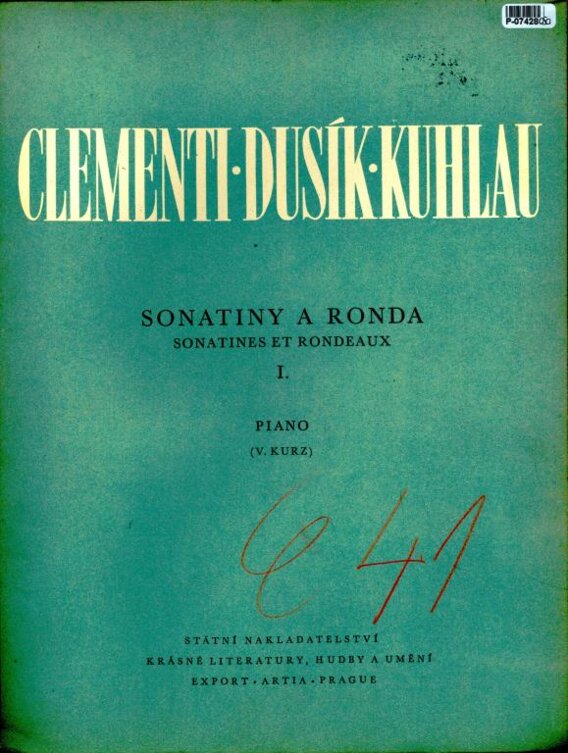 CLEMENTI·DUSÍK·KUHLAU
SONATINY A RONDA
SONATINES ET RONDEAUX
I.
PIANO
(V. KURZ)
C 41
STÁTNÍ NAKLADATELSTVÍ
KRÁSNÉ LITERATURY, HUDBY A UMĚNÍ
EXPORT · ARTIA · PRAGUE